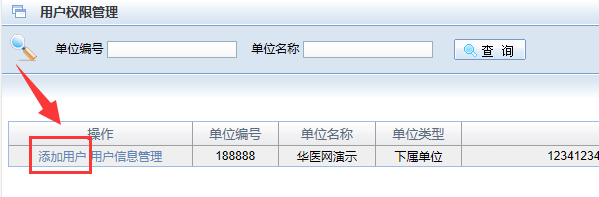 用户权限管理
单位编号 单位名称 查 询
操作 单位编号 单位名称 单位类型
添加用户 用户信息管理 188888 华医网演示 下属单位 12341234